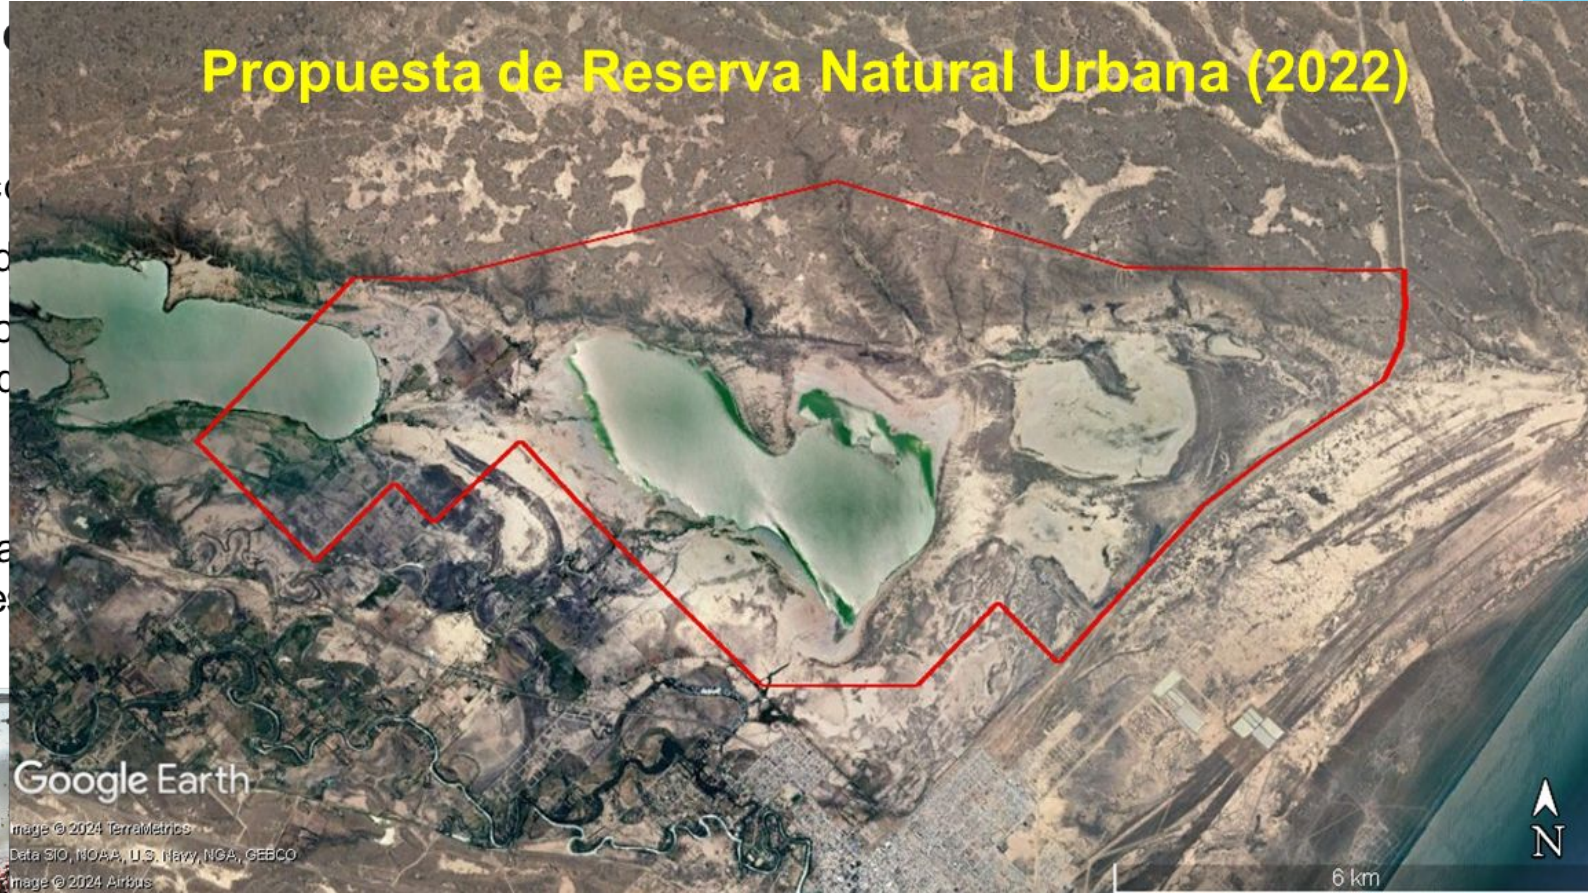 Propuesta de Reserva Natural Urbana (2022)
Google Earth
Image © 2024 TerraMetrics
Data SIO, NOAA, U.S. Navy, NGA, GEBCO
Image © 2024 Airbus
6 km
N